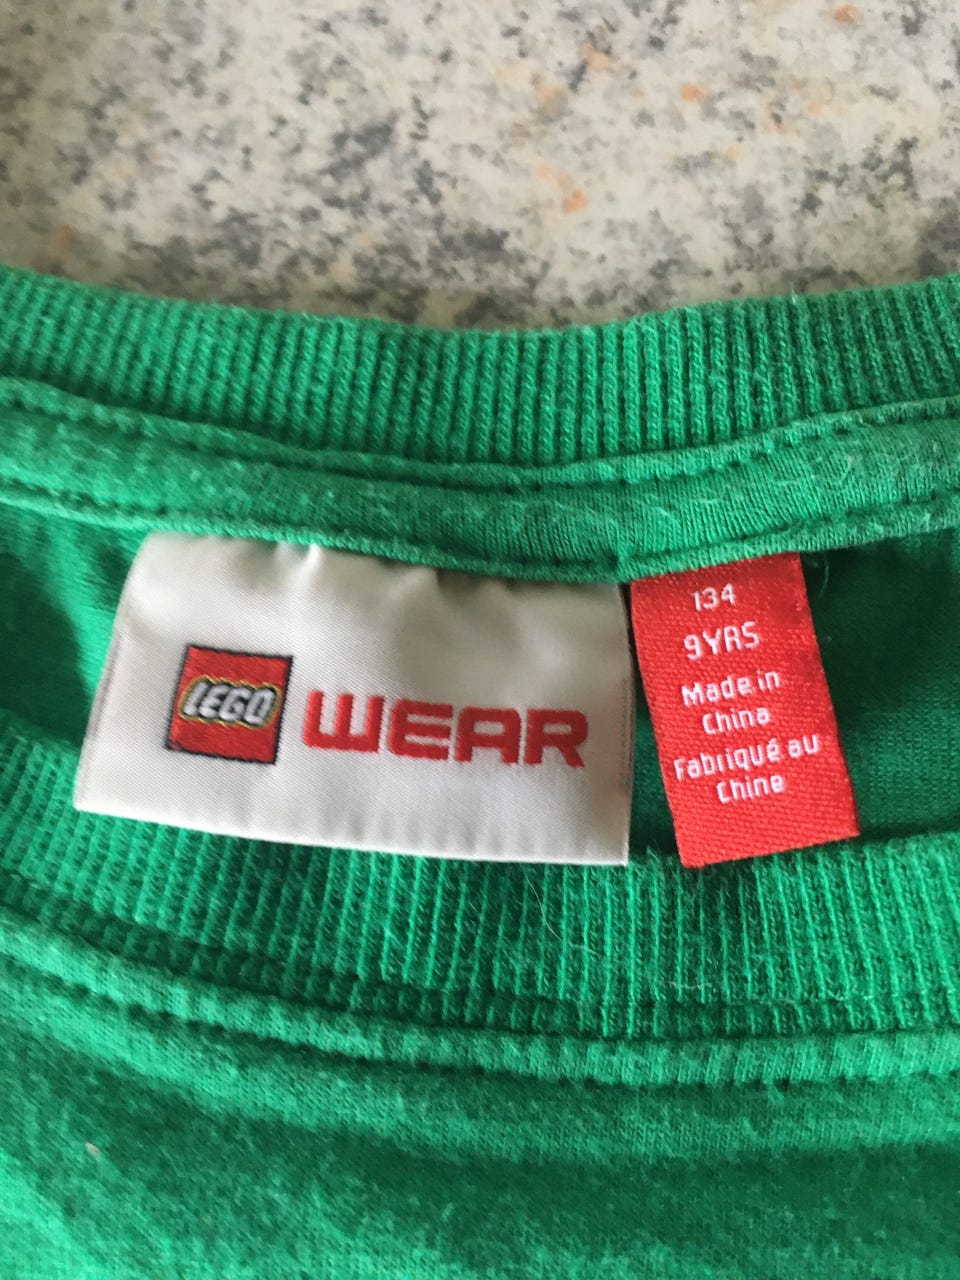 LEGO WEAR
134
9YRS
Made in
China
Fabriqué au
Chine